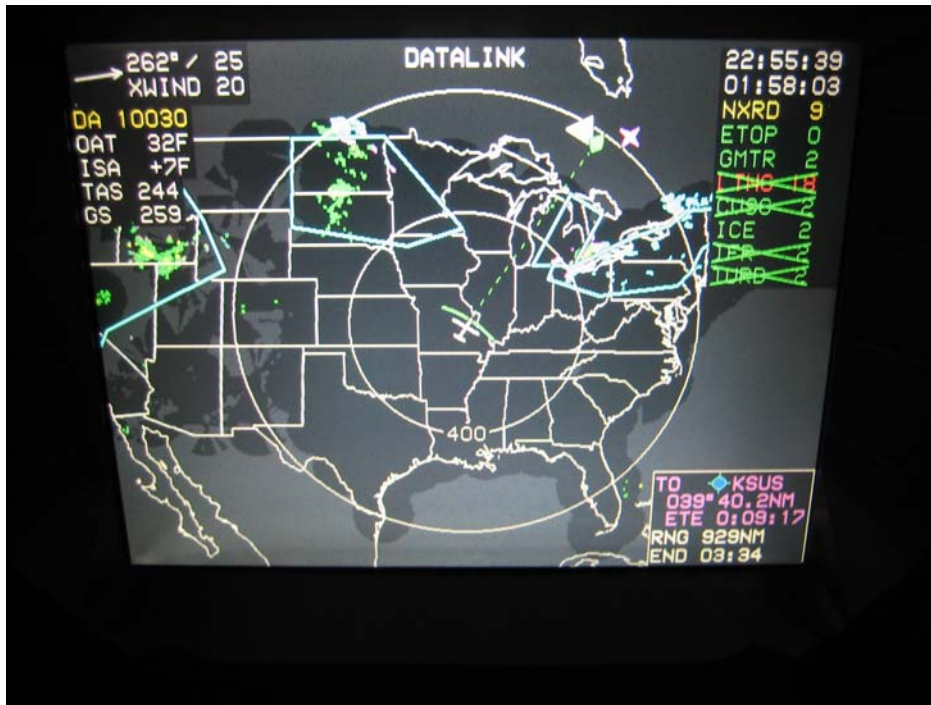 262° / 25
XWIND 20
DA 10030
OAT 32F
ISA +7F
TAS 244
GS 259
DATALINK
22:55:39
01:58:03
NXRD 9
ETOP 0
GMTR 2
LTNG 18
ICE 2
400
TO KSUS
039° 40.2NM
ETE 0:09:17
RNG 929NM
END 03:34